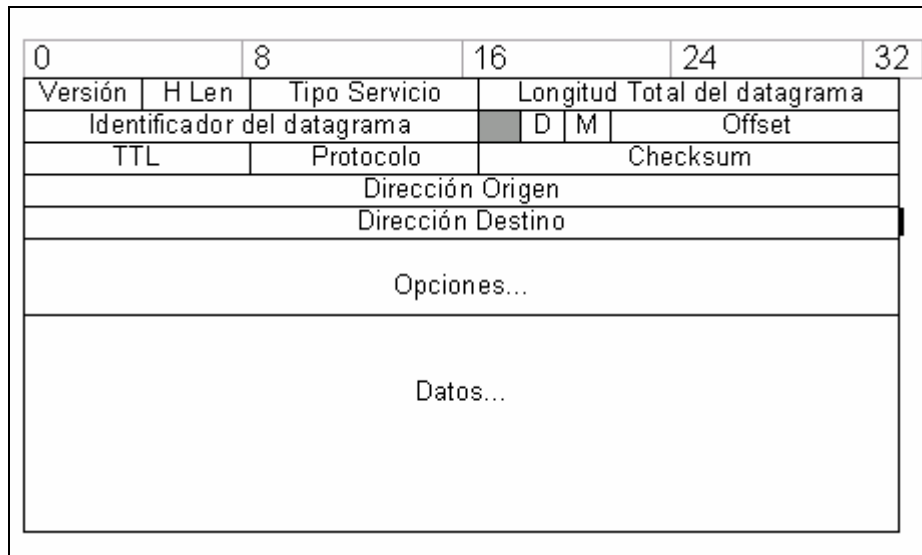 0 8 16 24 32
Versión H Len Tipo Servicio Longitud Total del datagrama
Identificador del datagrama D M Offset
TTL Protocolo Checksum
Dirección Origen
Dirección Destino
Opciones...
Datos...